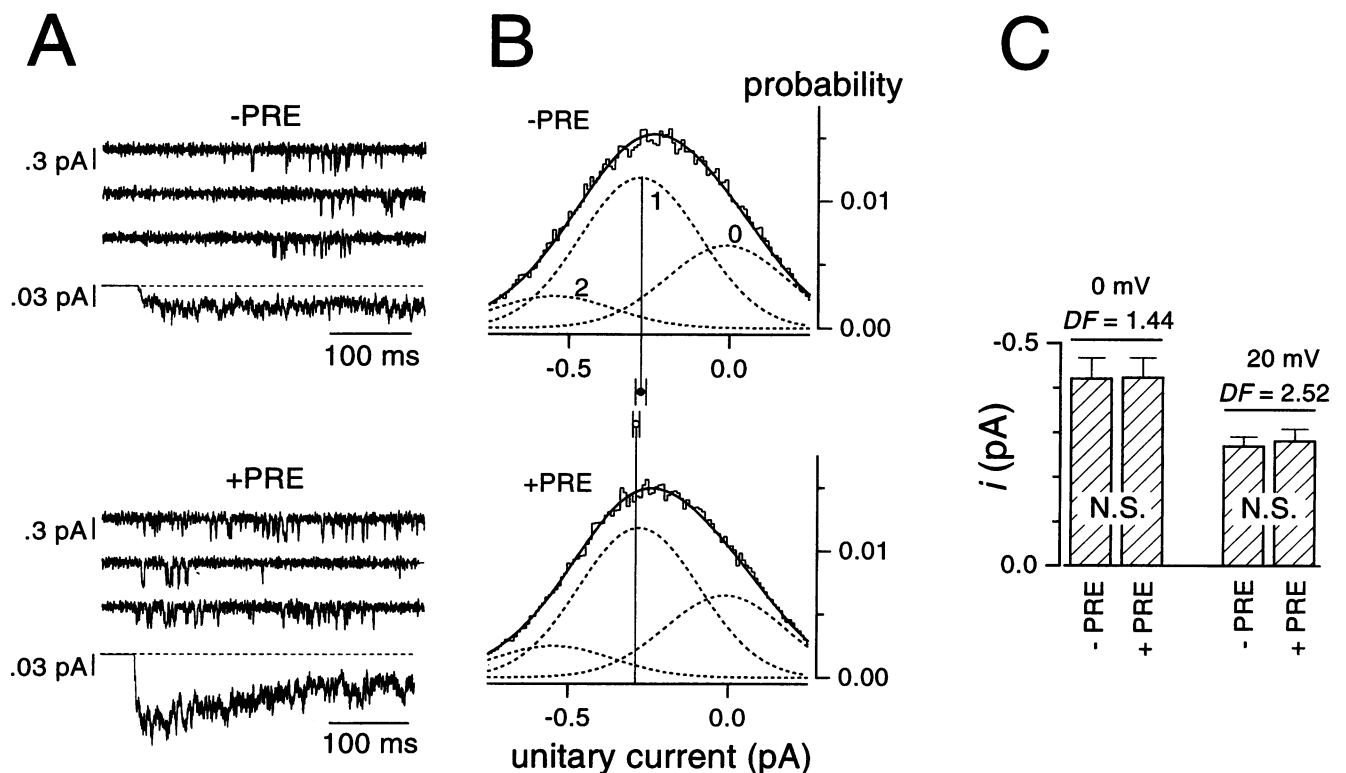 A
-PRE
.3 pA
.03 pA
100 ms
+PRE
.3 pA
.03 pA
100 ms
B
probability
-PRE
1
0
2
0.01
0.00
-0.5 0.0
+PRE
0.01
0.00
-0.5 0.0
unitary current (pA)
C
0 mV
DF = 1.44
20 mV
DF = 2.52
-0.5
i (pA)
0.0
N.S. N.S.
- PRE
+ PRE
- PRE
+ PRE